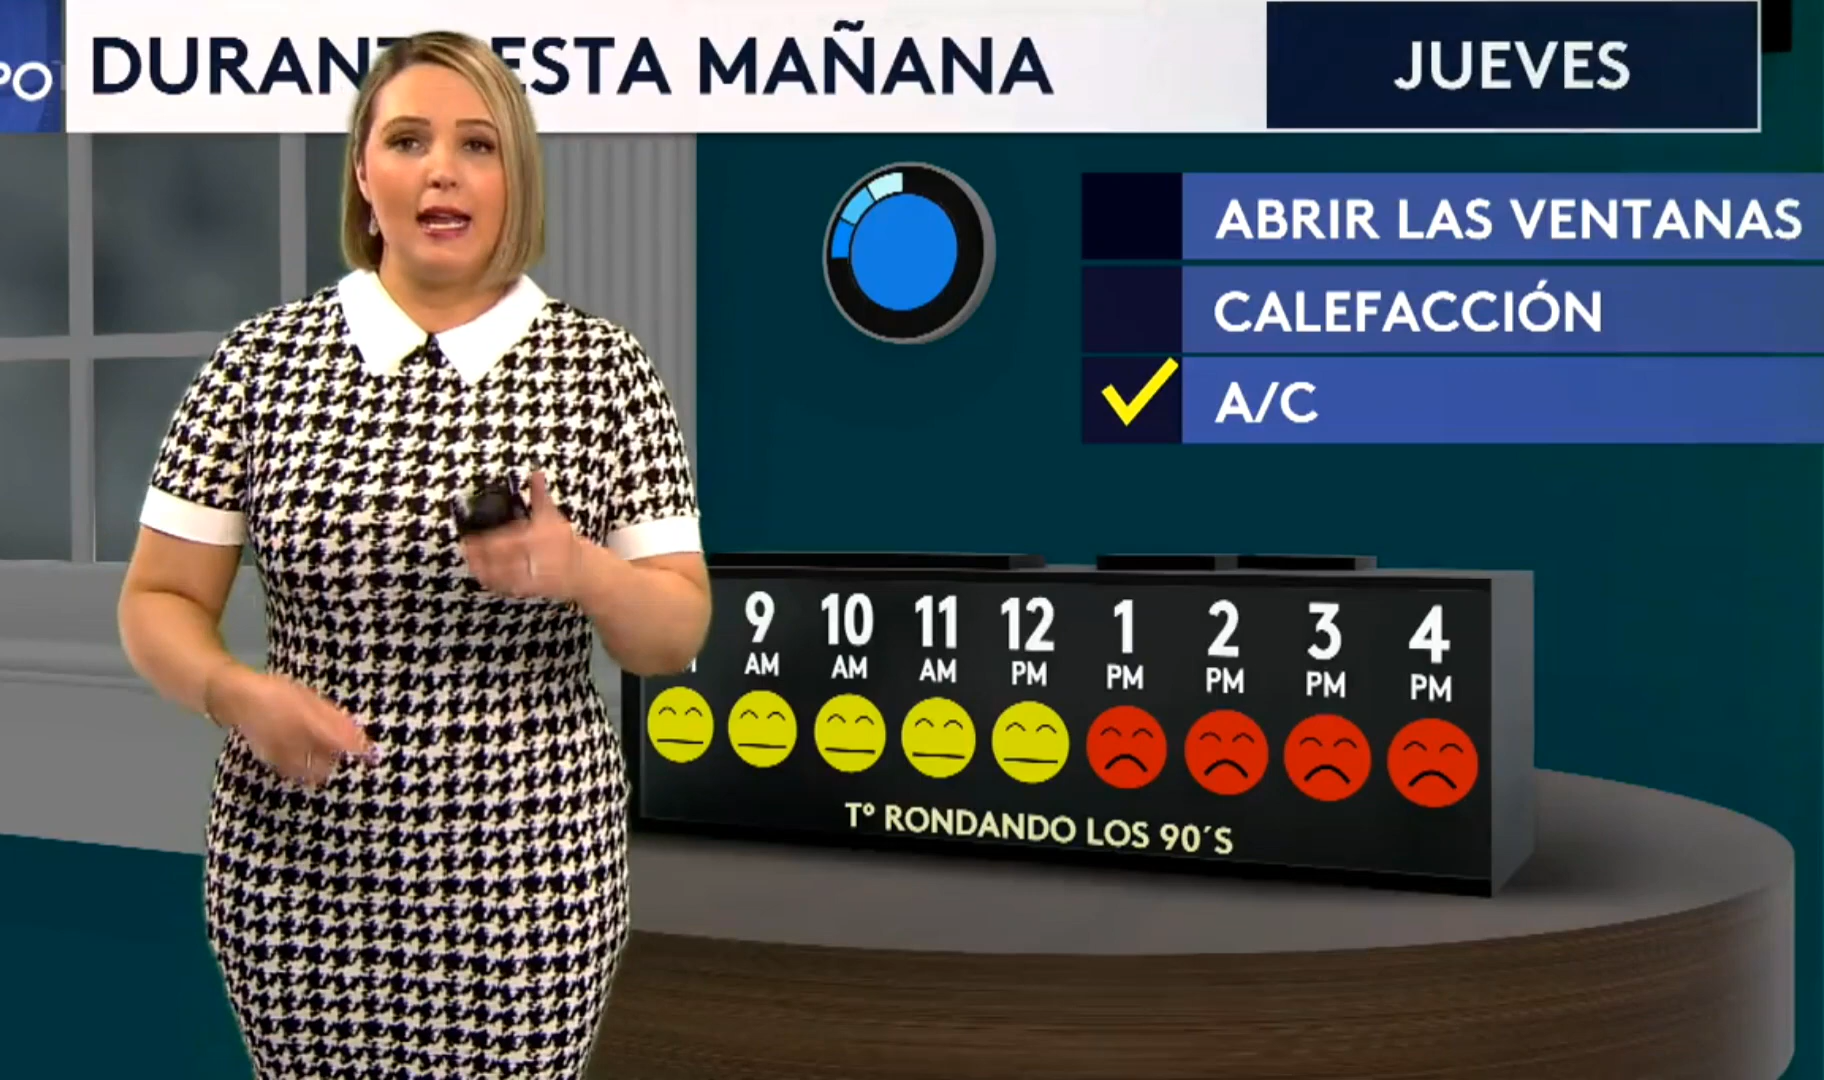 ESTA MAÑANA
JUEVES
ABRIR LAS VENTANAS
CALEFACCIÓN
A/C
9 10 11 12 1 2 3 4
AM AM AM PM PM PM PM PM
Tº RONDANDO LOS 90´S